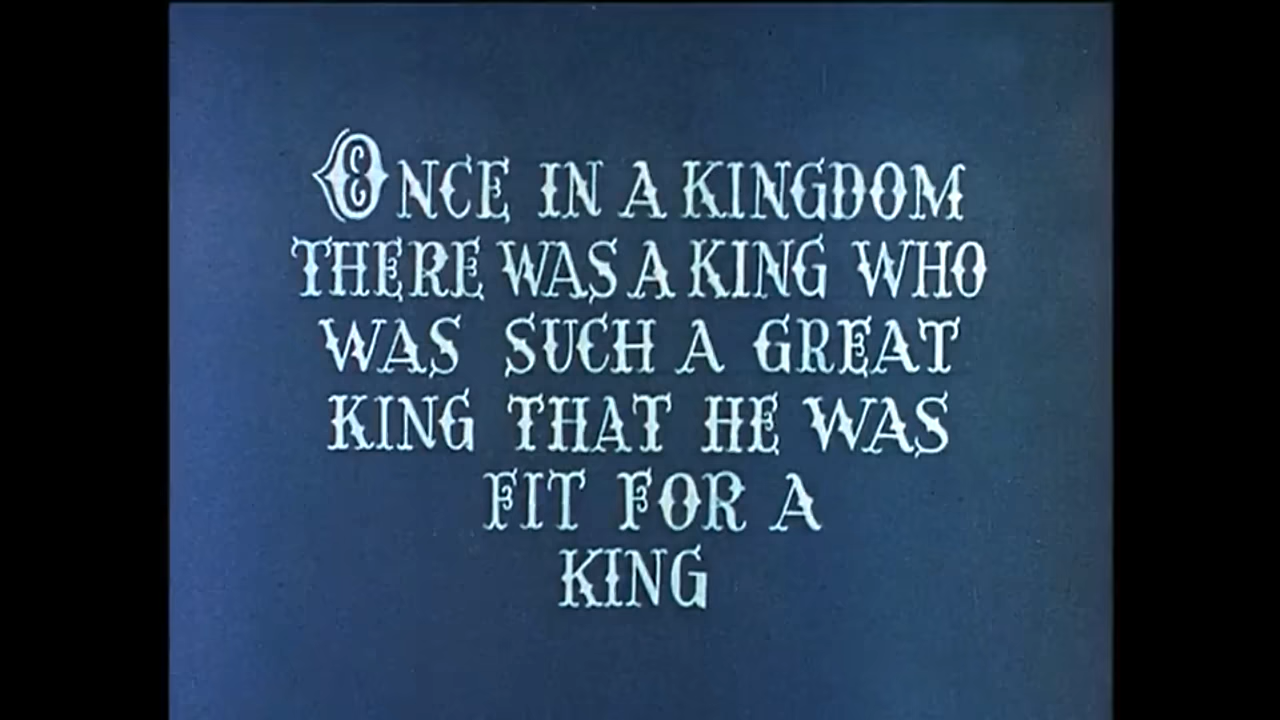 ONCE IN A KINGDOM
THERE WAS A KING WHO
WAS SUCH A GREAT
KING THAT HE WAS
FIT FOR A
KING